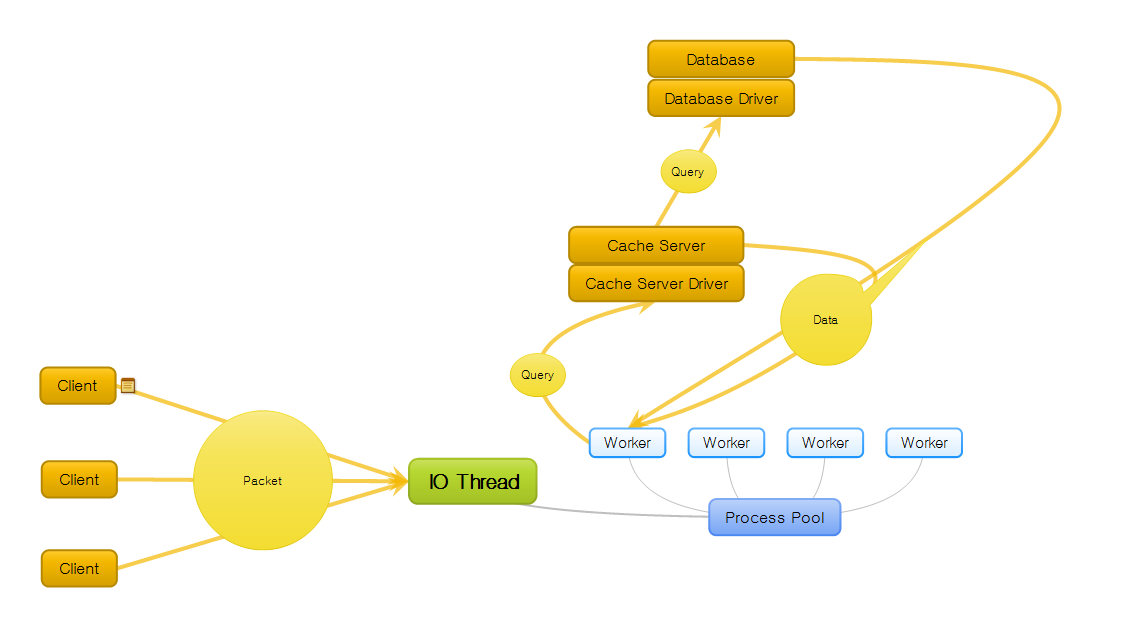 Database
Database Driver
Query
Cache Server
Cache Server Driver
Data
Query
Client
Worker
Worker
Worker
Worker
Client
Packet
IO Thread
Process Pool
Client